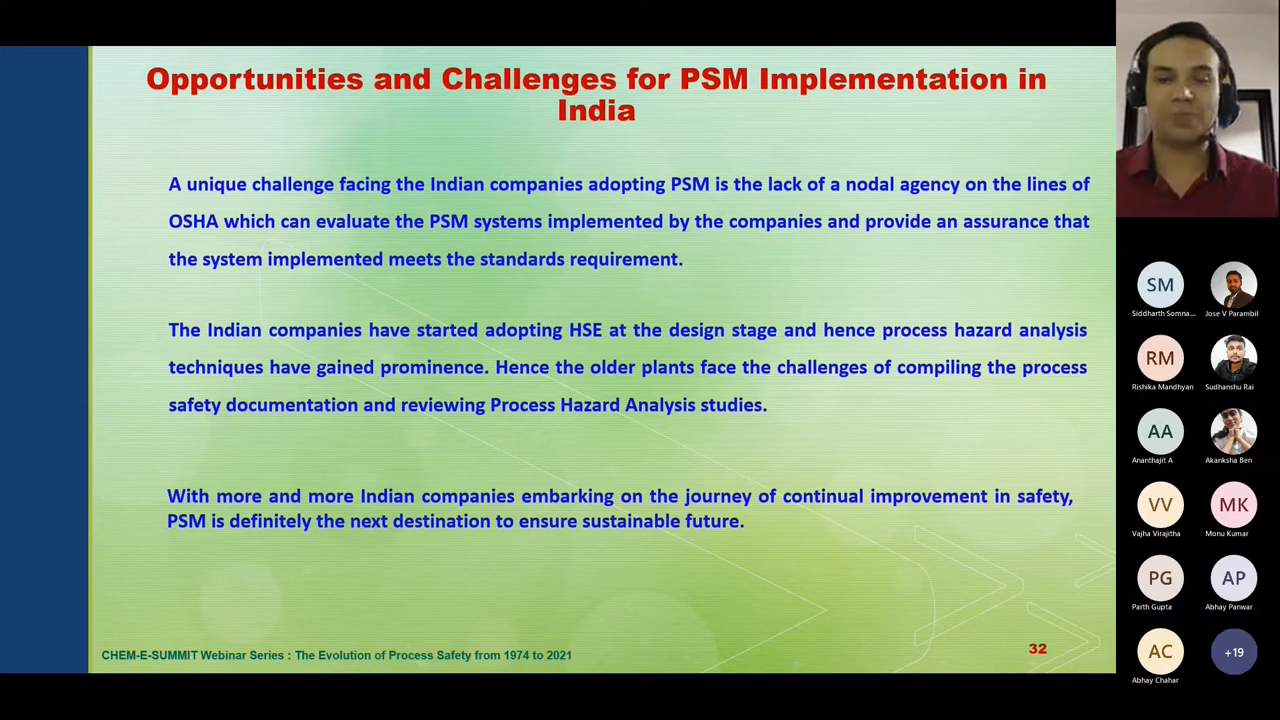 Opportunities and Challenges for PSM Implementation in
India
A unique challenge facing the Indian companies adopting PSM is the lack of a nodal agency on the lines of
OSHA which can evaluate the PSM systems implemented by the companies and provide an assurance that
the system implemented meets the standards requirement.
The Indian companies have started adopting HSE at the design stage and hence process hazard analysis
techniques have gained prominence. Hence the older plants face the challenges of compiling the process
safety documentation and reviewing Process Hazard Analysis studies.
With more and more Indian companies embarking on the journey of continual improvement in safety,
PSM is definitely the next destination to ensure sustainable future.
CHEM-E-SUMMIT Webinar Series : The Evolution of Process Safety from 1974 to 2021
32
SM
Siddharth Somna...
Jose V Parambil
RM
Rishika Mandhyan
Sudhanshu Rai
AA
Ananthajit A
Akanksha Ben
VV
Vajha Virajitha
MK
Monu Kumar
PG
Parth Gupta
AP
Abhay Panwar
AC
Abhay Chahar
+19